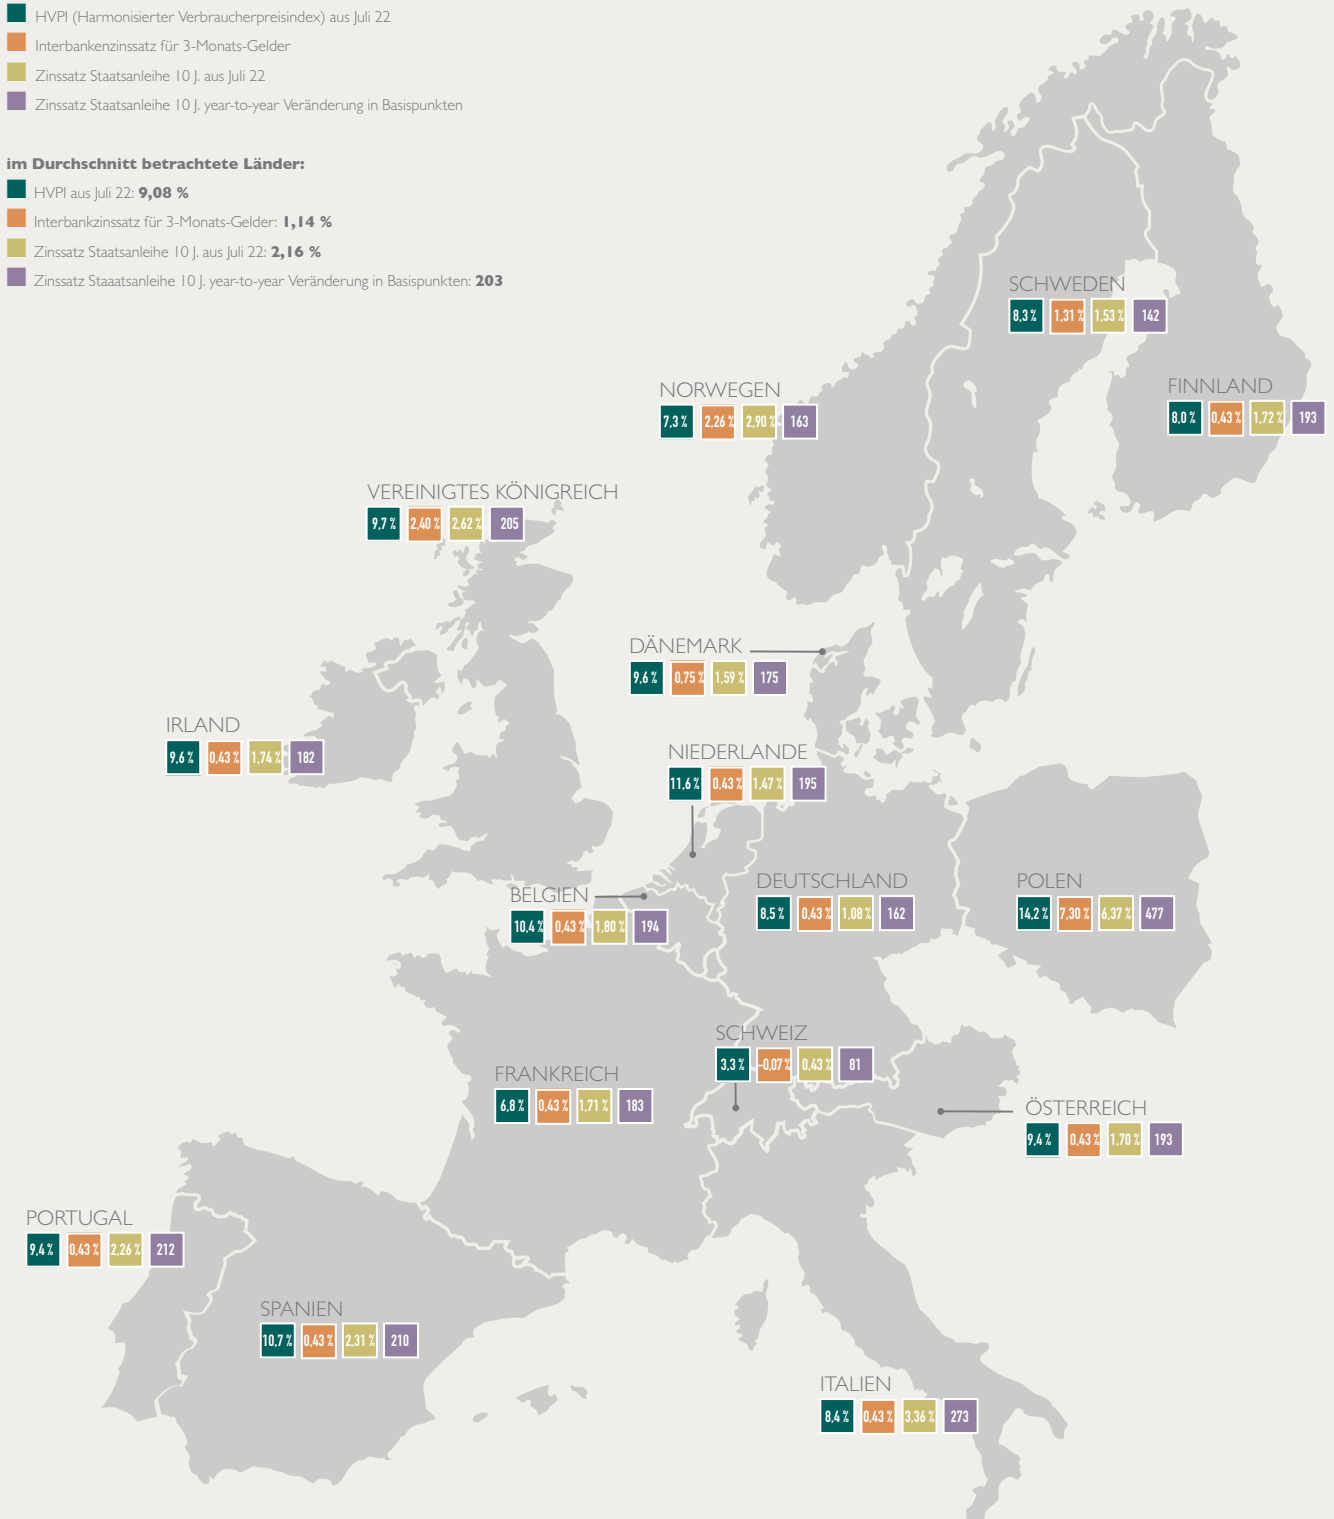 HVPI (Harmonisierter Verbraucherpreisindex) aus Juli 22
Interbankenzinssatz für 3-Monats-Gelder
Zinssatz Staatsanleihe 10 J. aus Juli 22
Zinssatz Staatsanleihe 10 J. year-to-year Veränderung in Basispunkten
im Durchschnitt betrachtete Länder:
HVPI aus Juli 22: 9,08 %
Interbankzinssatz für 3-Monats-Gelder: 1,14 %
Zinssatz Staatsanleihe 10 J. aus Juli 22: 2,16 %
Zinssatz Staaatsanleihe 10 J. year-to-year Veränderung in Basispunkten: 203
SCHWEDEN
8,3 % 1,31 % 1,53 % 142
FINNLAND
8,0 % 0,43 % 1,72 % 193
NORWEGEN
7,3 % 2,26 % 2,90 % 163
VEREINIGTES KÖNIGREICH
9,7 % 2,40 % 2,62 % 205
DÄNEMARK
9,6 % 0,75 % 1,59 % 175
IRLAND
9,6 % 0,43 % 1,74 % 182
NIEDERLANDE
11,6 % 0,43 % 1,47 % 195
DEUTSCHLAND
8,5 % 0,43 % 1,08 % 162
POLEN
14,2 % 7,30 % 6,37 % 477
BELGIEN
10,4 % 0,43 % 1,80 % 194
SCHWEIZ
3,3 % -0,07 % 0,43 % 81
FRANKREICH
6,8 % 0,43 % 1,71 % 183
ÖSTERREICH
9,4 % 0,43 % 1,70 % 193
PORTUGAL
9,4 % 0,43 % 2,26 % 212
SPANIEN
10,7 % 0,43 % 2,31 % 210
ITALIEN
8,4 % 0,43 % 3,36 % 273